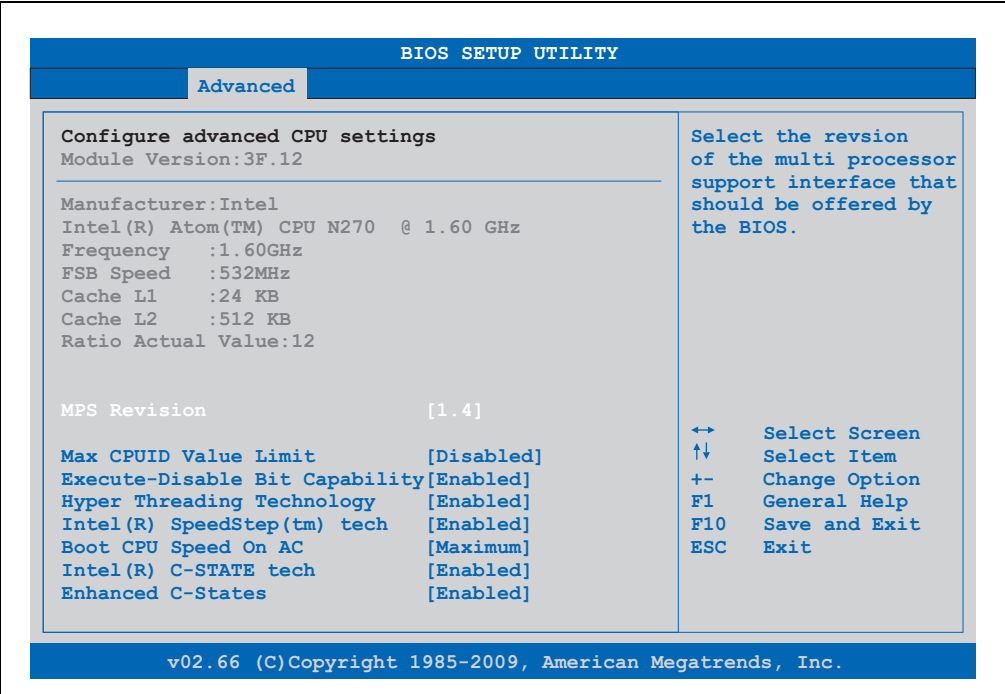 BIOS SETUP UTILITY
Advanced
Configure advanced CPU settings
Module Version:3F.12
Manufacturer:Intel
Intel(R) Atom(TM) CPU N270 @ 1.60 GHz
Frequency :1.60GHz
FSB Speed :532MHz
Cache L1 :24 KB
Cache L2 :512 KB
Ratio Actual Value:12
MPS Revision [1.4]
Max CPUID Value Limit [Disabled]
Execute-Disable Bit Capability[Enabled]
Hyper Threading Technology [Enabled]
Intel(R) SpeedStep(tm) tech [Enabled]
Boot CPU Speed On AC [Maximum]
Intel(R) C-STATE tech [Enabled]
Enhanced C-States [Enabled]
Select the revsion
of the multi processor
support interface that
should be offered by
the BIOS.
↔ Select Screen
↑↓ Select Item
+- Change Option
F1 General Help
F10 Save and Exit
ESC Exit
v02.66 (C)Copyright 1985-2009, American Megatrends, Inc.